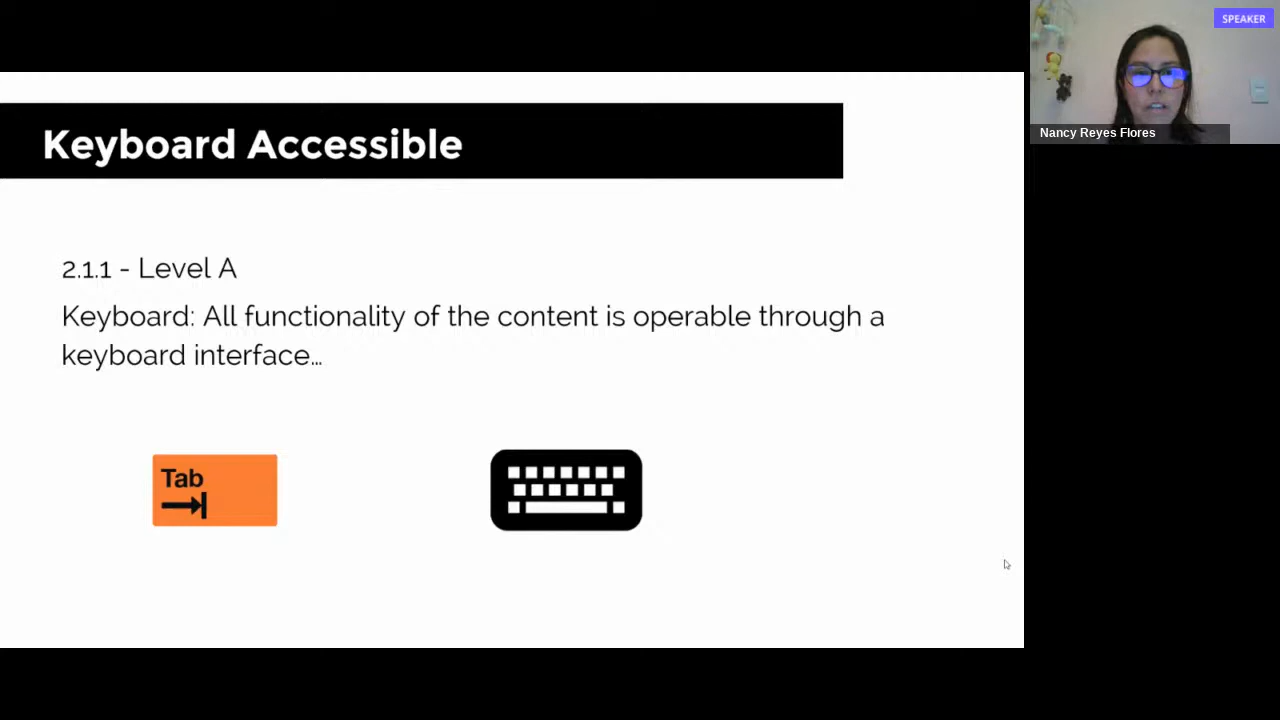 SPEAKER
Nancy Reyes Flores
Keyboard Accessible
2.1.1 - Level A
Keyboard: All functionality of the content is operable through a
keyboard interface…
Tab